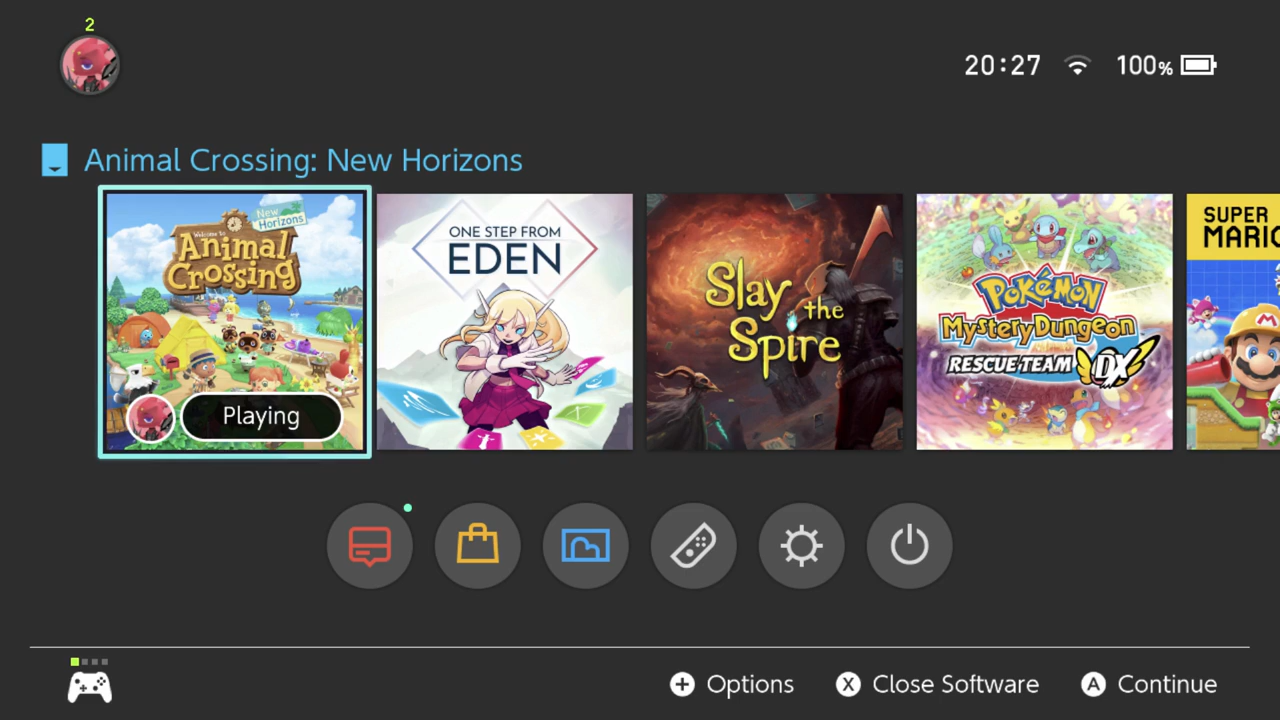 2
20:27
100%
Animal Crossing: New Horizons
New
Horizons
Welcome to
Animal
Crossing
Playing
ONE STEP FROM
EDEN
Slay
the
Spire
POKÉMON
Mystery Dungeon
RESCUE TEAM DX
SUPER
MARIO
X
Options
Close Software
A
Continue